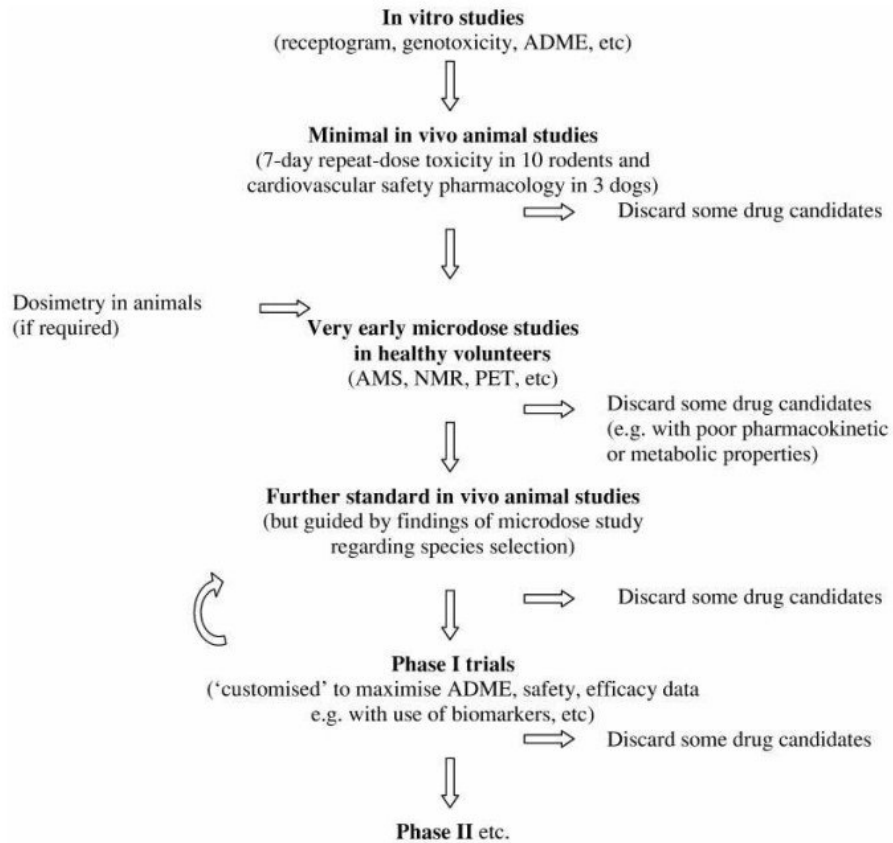 In vitro studies
(receptogram, genotoxicity, ADME, etc)
Minimal in vivo animal studies
(7-day repeat-dose toxicity in 10 rodents and
cardiovascular safety pharmacology in 3 dogs)
Discard some drug candidates
Dosimetry in animals
(if required)
Very early microdose studies
in healthy volunteers
(AMS, NMR, PET, etc)
Discard some drug candidates
(e.g. with poor pharmacokinetic
or metabolic properties)
Further standard in vivo animal studies
(but guided by findings of microdose study
regarding species selection)
Discard some drug candidates
Phase I trials
(‘customised’ to maximise ADME, safety, efficacy data
e.g. with use of biomarkers, etc)
Discard some drug candidates
Phase II etc.